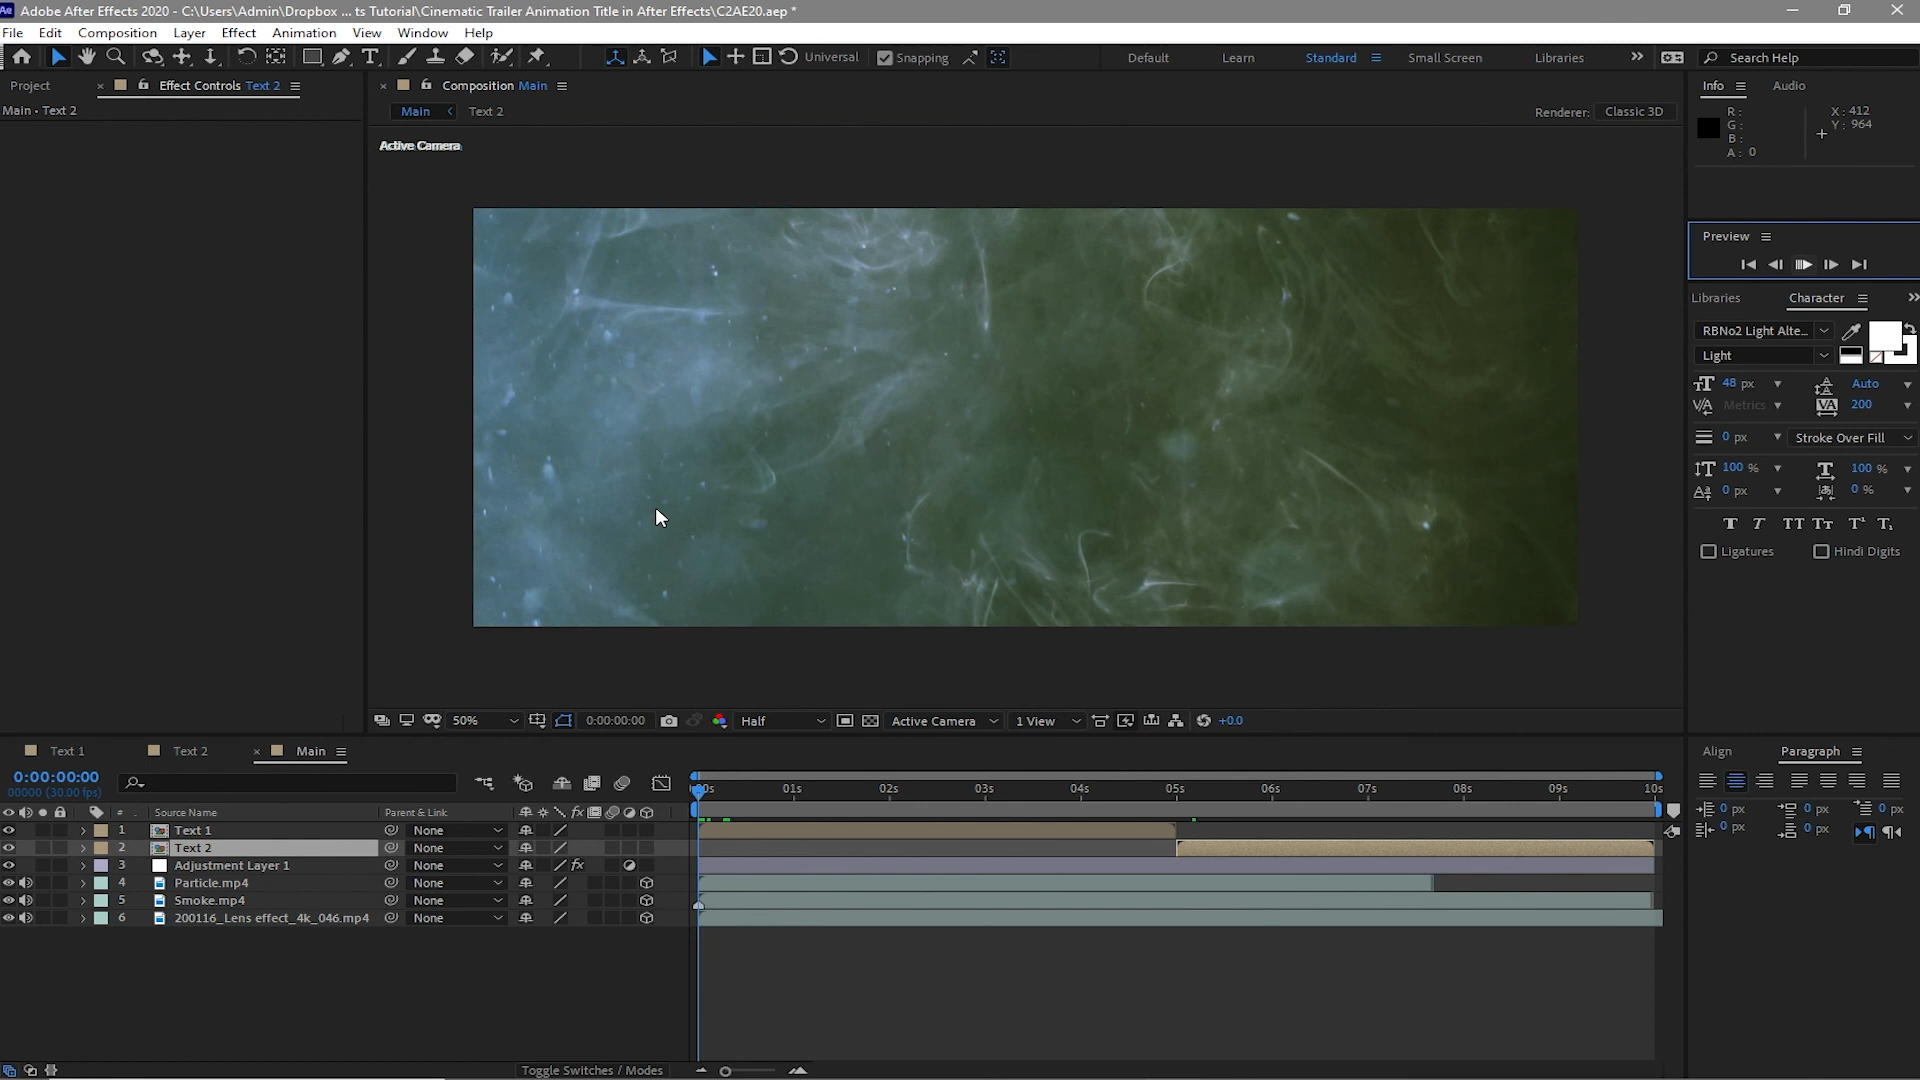 Adobe After Effects 2020 - C:\Users\Admin\Dropbox ... ts Tutorial\Cinematic Trailer Animation Title in After Effects\C2AE20.aep *
File Edit Composition Layer Effect Animation View Window Help
Universal Snapping Default Learn Standard Small Screen Libraries Search Help
Project Effect Controls Text 2 Composition Main Info Audio
Main • Text 2 Main Text 2 Renderer: Classic 3D
R: X: 412
G: Y: 964
B:
A: 0
Active Camera
Preview
Libraries Character
RBNo2 Light Alte...
Light
48 px Auto
Metrics 200
0 px Stroke Over Fill
100 % 100 %
0 px 0 %
Ligatures Hindi Digits
50% 0:00:00:00 Half Active Camera 1 View +0.0
Text 1 Text 2 Main Align Paragraph
0:00:00:00
00000 (30.00 fps)
01s 02s 03s 04s 05s 06s 07s 08s 09s 10s
# Source Name Parent & Link
1 Text 1 None
2 Text 2 None
3 Adjustment Layer 1 None
4 Particle.mp4 None
5 Smoke.mp4 None
6 200116_Lens effect_4k_046.mp4 None
0 px 0 px 0 px
0 px 0 px
Toggle Switches / Modes